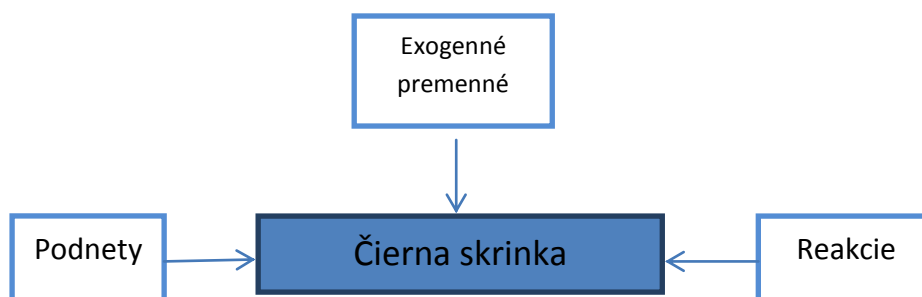 Exogenné
premenné
Podnety
Čierna skrinka
Reakcie